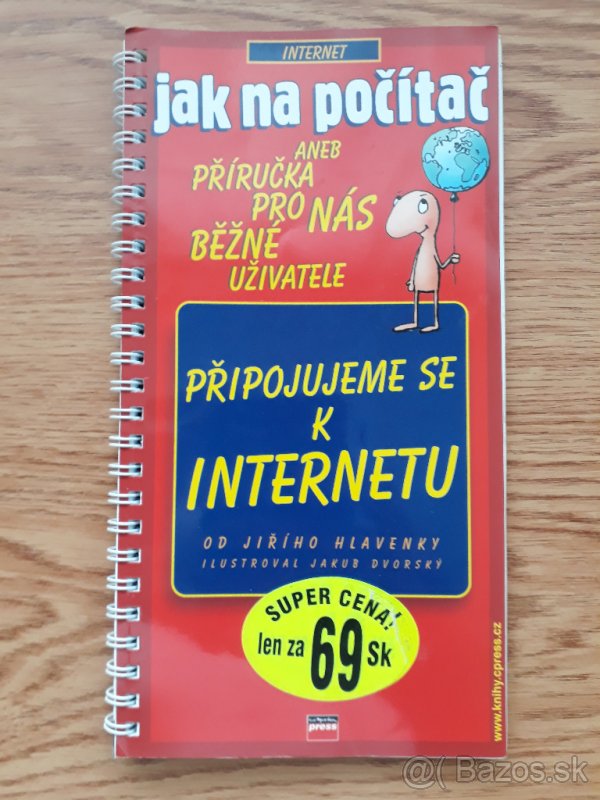 INTERNET
jak na počítač
ANEB
PŘÍRUČKA
PRO NÁS
BĚŽNÉ
UŽIVATELE
PŘIPOJUJEME SE
K
INTERNETU
OD JIŘÍHO HLAVENKY
ILUSTROVAL JAKUB DVORSKÝ
SUPER CENA!
len za 69 sk
www.knihy.cpress.cz
press
@( Bazos.sk